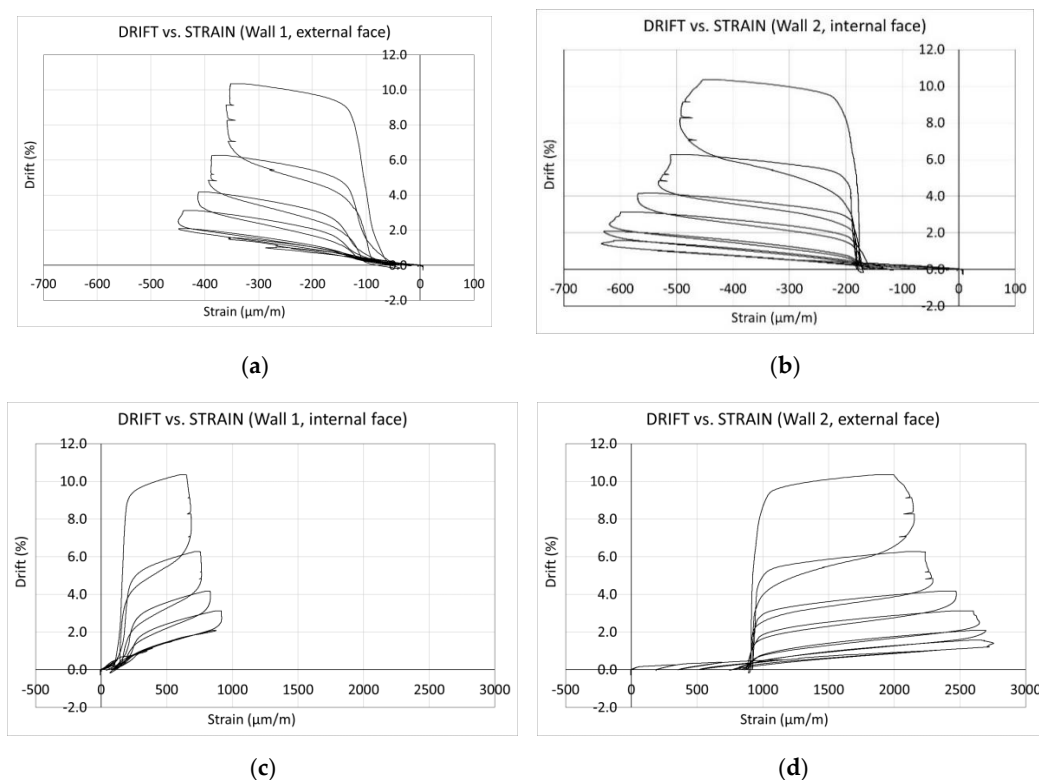 DRIFT vs. STRAIN (Wall 1, external face)
12.0
10.0
8.0
6.0
4.0
2.0
0.0
-2.0
Drift (%)
-700 -600 -500 -400 -300 -200 -100 0 100
Strain (µm/m)
(a)
DRIFT vs. STRAIN (Wall 2, internal face)
12.0
10.0
8.0
6.0
4.0
2.0
0.0
-2.0
Drift (%)
-700 -600 -500 -400 -300 -200 -100 0 100
Strain (µm/m)
(b)
DRIFT vs. STRAIN (Wall 1, internal face)
12.0
10.0
8.0
6.0
4.0
2.0
0.0
-2.0
Drift (%)
-500 0 500 1000 1500 2000 2500 3000
Strain (µm/m)
(c)
DRIFT vs. STRAIN (Wall 2, external face)
12.0
10.0
8.0
6.0
4.0
2.0
0.0
-2.0
Drift (%)
-500 0 500 1000 1500 2000 2500 3000
Strain (µm/m)
(d)